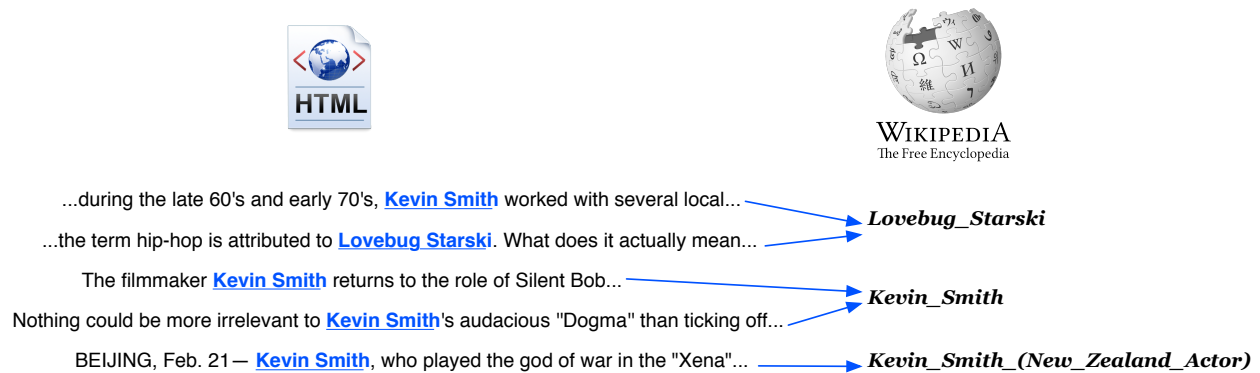 HTML
Ω W И 維 7
WIKIPEDIA
The Free Encyclopedia
...during the late 60's and early 70's, Kevin Smith worked with several local...
Lovebug_Starski
...the term hip-hop is attributed to Lovebug Starski. What does it actually mean...
The filmmaker Kevin Smith returns to the role of Silent Bob...
Kevin_Smith
Nothing could be more irrelevant to Kevin Smith's audacious "Dogma" than ticking off...
BEIJING, Feb. 21— Kevin Smith, who played the god of war in the "Xena"...
Kevin_Smith_(New_Zealand_Actor)